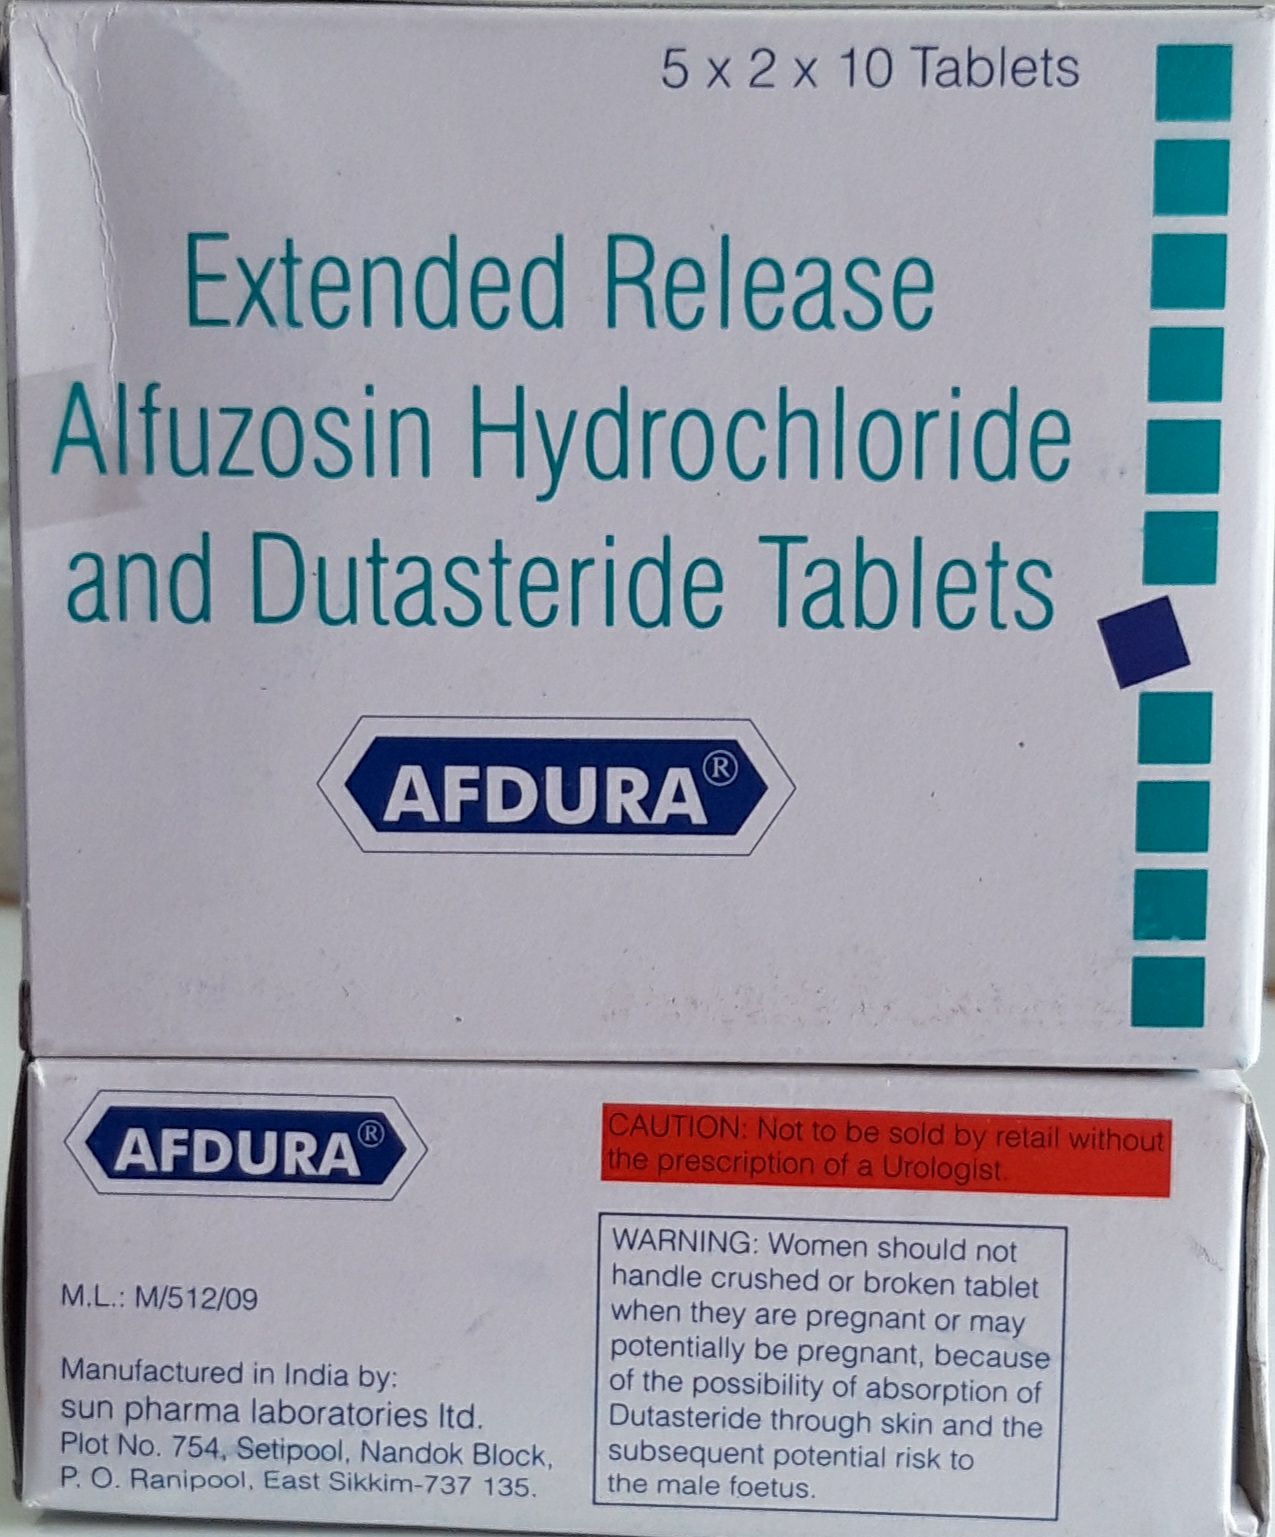 5 x 2 x 10 Tablets
Extended Release
Alfuzosin Hydrochloride
and Dutasteride Tablets
AFDURA®
AFDURA®
M.L.: M/512/09
Manufactured in India by:
sun pharma laboratories ltd.
Plot No. 754, Setipool, Nandok Block,
P. O. Ranipool, East Sikkim-737 135.
CAUTION: Not to be sold by retail without
the prescription of a Urologist.
WARNING: Women should not
handle crushed or broken tablet
when they are pregnant or may
potentially be pregnant, because
of the possibility of absorption of
Dutasteride through skin and the
subsequent potential risk to
the male foetus.